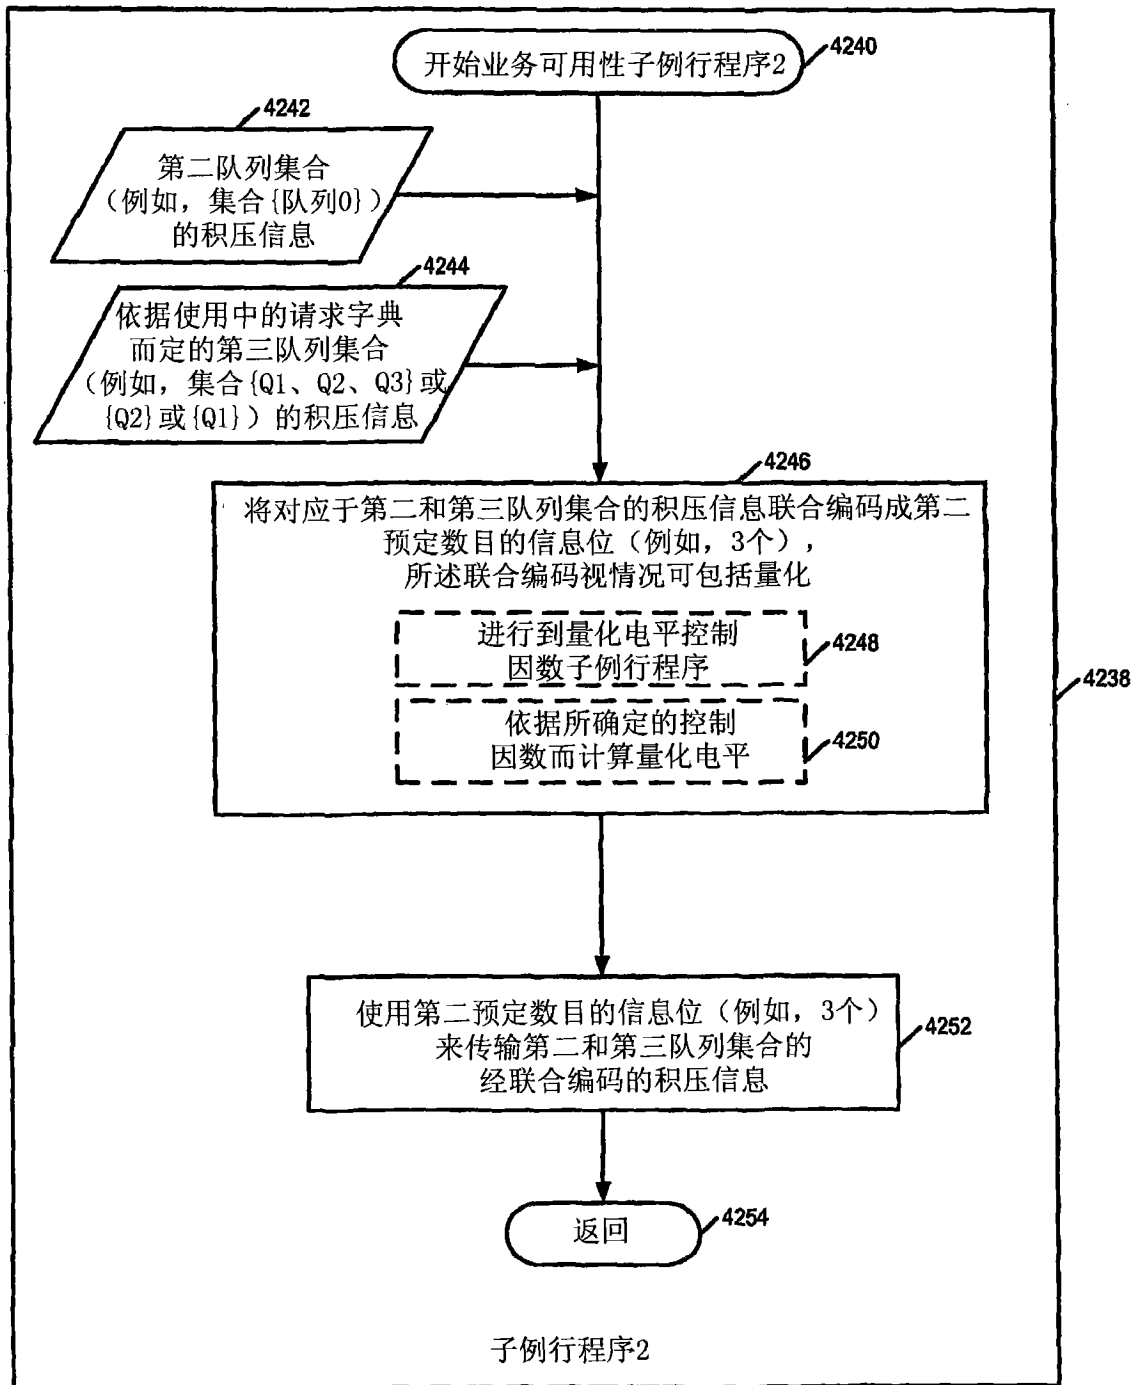 开始业务可用性子例行程序2
4240
4242
第二队列集合
（例如，集合{队列0}）
的积压信息
4244
依据使用中的请求字典
而定的第三队列集合
（例如，集合{Q1、Q2、Q3}或
{Q2}或{Q1}）的积压信息
4246
将对应于第二和第三队列集合的积压信息联合编码成第二
预定数目的信息位（例如，3个），
所述联合编码视情况可包括量化
进行到量化电平控制
因数子例行程序
4248
依据所确定的控制
因数而计算量化电平
4250
4238
使用第二预定数目的信息位（例如，3个）
来传输第二和第三队列集合的
经联合编码的积压信息
4252
返回
4254
子例行程序2